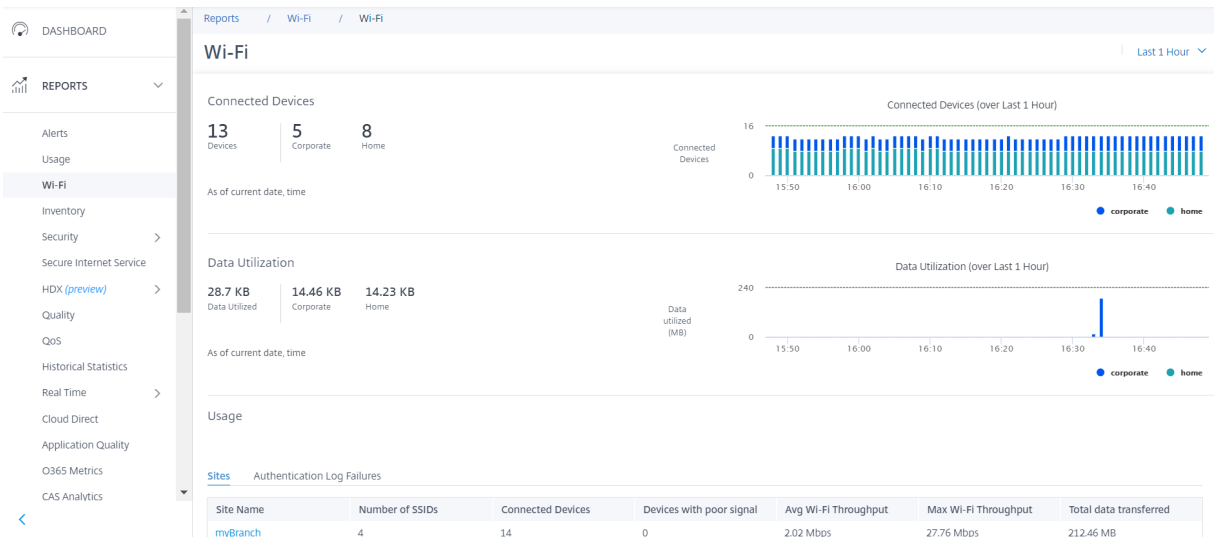 DASHBOARD
REPORTS
Alerts
Usage
Wi-Fi
Inventory
Security
Secure Internet Service
HDX (preview)
Quality
QoS
Historical Statistics
Real Time
Cloud Direct
Application Quality
O365 Metrics
CAS Analytics
Reports / Wi-Fi / Wi-Fi
Wi-Fi
Last 1 Hour
Connected Devices
13 5 8
Devices Corporate Home
As of current date, time
Connected Devices (over Last 1 Hour)
Connected
Devices
16
0
15:50 16:00 16:10 16:20 16:30 16:40
corporate home
Data Utilization
28.7 KB 14.46 KB 14.23 KB
Data Utilized Corporate Home
As of current date, time
Data Utilization (over Last 1 Hour)
Data
utilized
(MB)
240
0
15:50 16:00 16:10 16:20 16:30 16:40
corporate home
Usage
Sites Authentication Log Failures
Site Name Number of SSIDs Connected Devices Devices with poor signal Avg Wi-Fi Throughput Max Wi-Fi Throughput Total data transferred
myBranch 4 14 0 2.02 Mbps 27.76 Mbps 212.46 MB